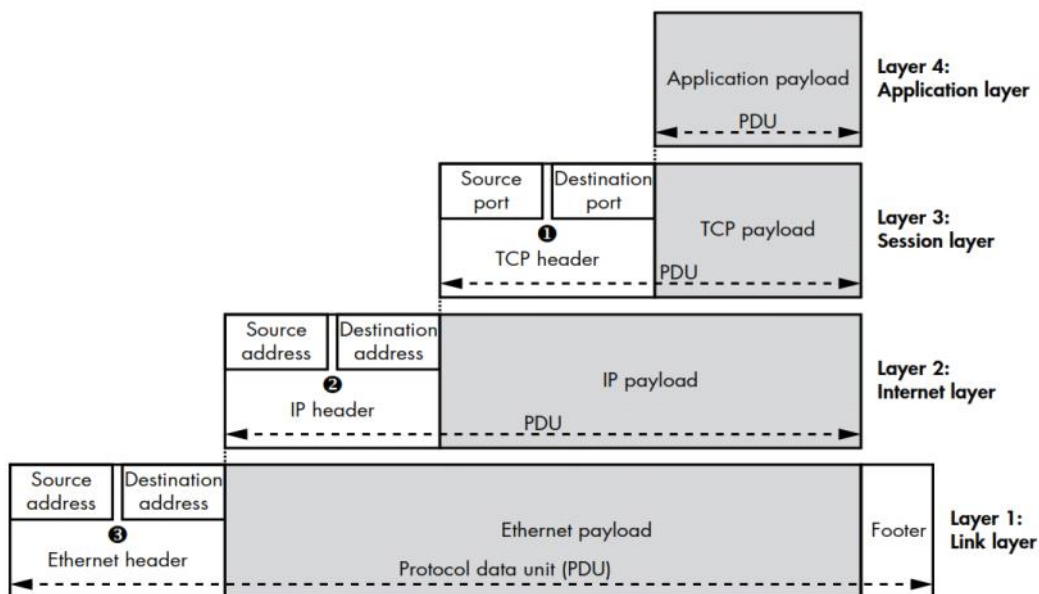 Application payload
PDU
Layer 4:
Application layer
Source
port
Destination
port
❶
TCP header
TCP payload
PDU
Layer 3:
Session layer
Source
address
Destination
address
❷
IP header
IP payload
PDU
Layer 2:
Internet layer
Source
address
Destination
address
❸
Ethernet header
Ethernet payload
Footer
Protocol data unit (PDU)
Layer 1:
Link layer